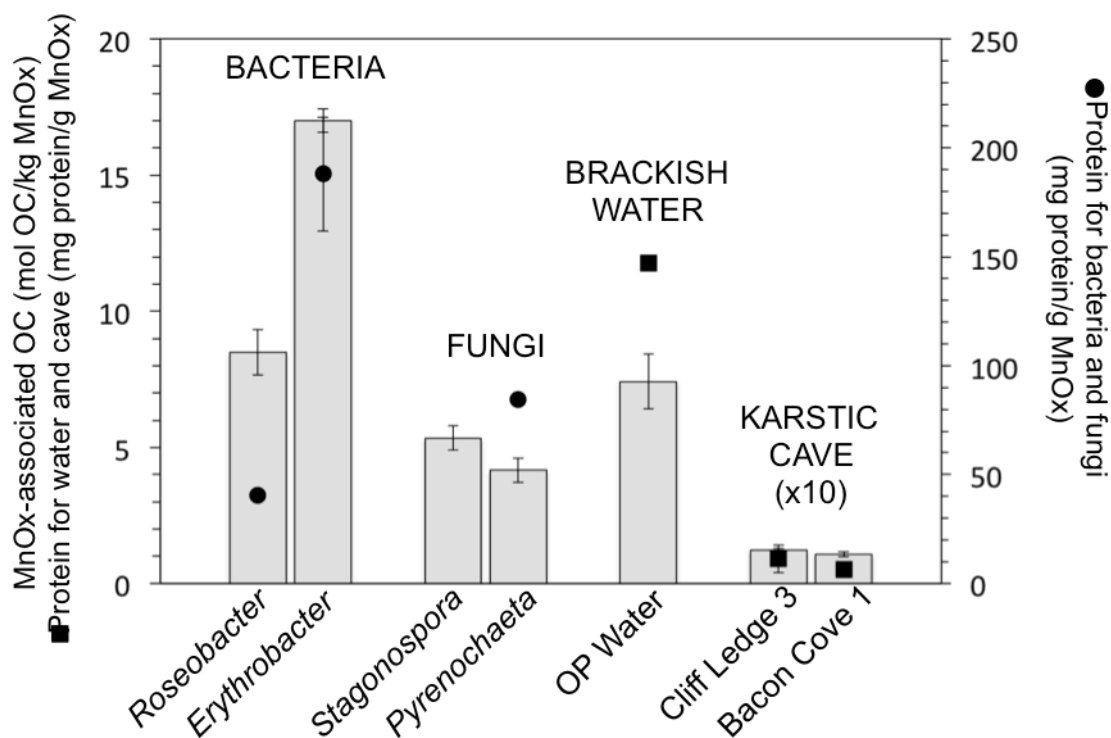 MnOx-associated OC (mol OC/kg MnOx)
■Protein for water and cave (mg protein/g MnOx)
20
15
10
5
0
BACTERIA
FUNGI
BRACKISH
WATER
KARSTIC
CAVE
(x10)
250
200
150
100
50
0
●Protein for bacteria and fungi
(mg protein/g MnOx)
Roseobacter
Erythrobacter
Stagonospora
Pyrenochaeta
OP Water
Cliff Ledge 3
Bacon Cove 1